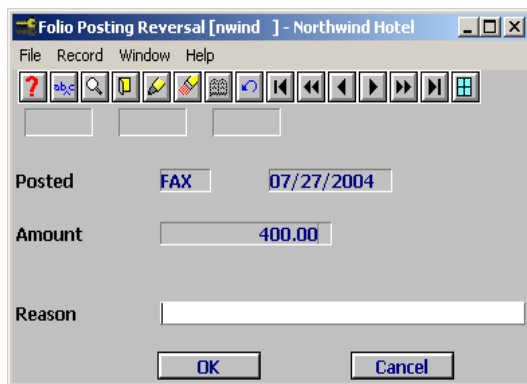 Folio Posting Reversal [nwind   ] - Northwind Hotel
File Record Window Help
? abc
Posted FAX 07/27/2004
Amount 400.00
Reason
OK Cancel